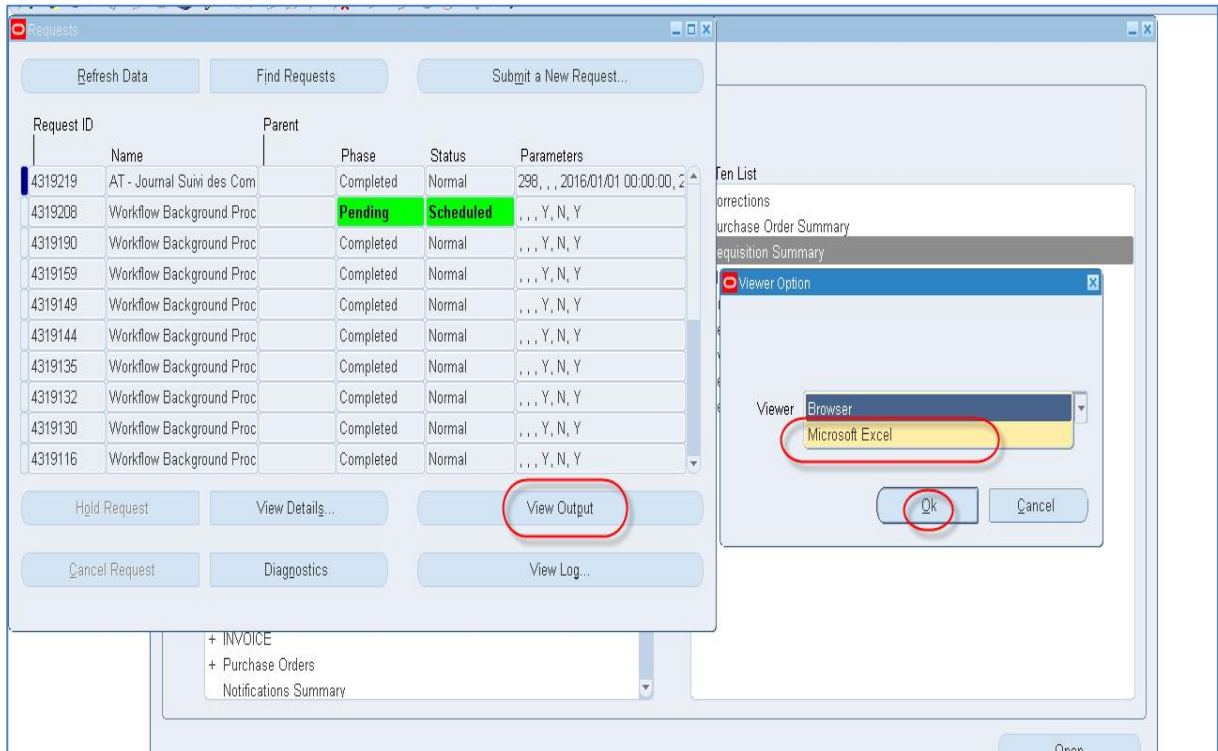 Requests
Refresh Data Find Requests Submit a New Request...
Request ID Parent
Name Phase Status Parameters
4319219 AT - Journal Suivi des Com Completed Normal 298, , , 2016/01/01 00:00:00, 2
4319208 Workflow Background Proc Pending Scheduled , , , Y, N, Y
4319190 Workflow Background Proc Completed Normal , , , Y, N, Y
4319159 Workflow Background Proc Completed Normal , , , Y, N, Y
4319149 Workflow Background Proc Completed Normal , , , Y, N, Y
4319144 Workflow Background Proc Completed Normal , , , Y, N, Y
4319135 Workflow Background Proc Completed Normal , , , Y, N, Y
4319132 Workflow Background Proc Completed Normal , , , Y, N, Y
4319130 Workflow Background Proc Completed Normal , , , Y, N, Y
4319116 Workflow Background Proc Completed Normal , , , Y, N, Y
Hold Request View Details... View Output
Cancel Request Diagnostics View Log...
+ INVOICE
+ Purchase Orders
Notifications Summary
Ten List
orrections
urchase Order Summary
equisition Summary
Viewer Option
Viewer Browser
Microsoft Excel
Ok Cancel
Open